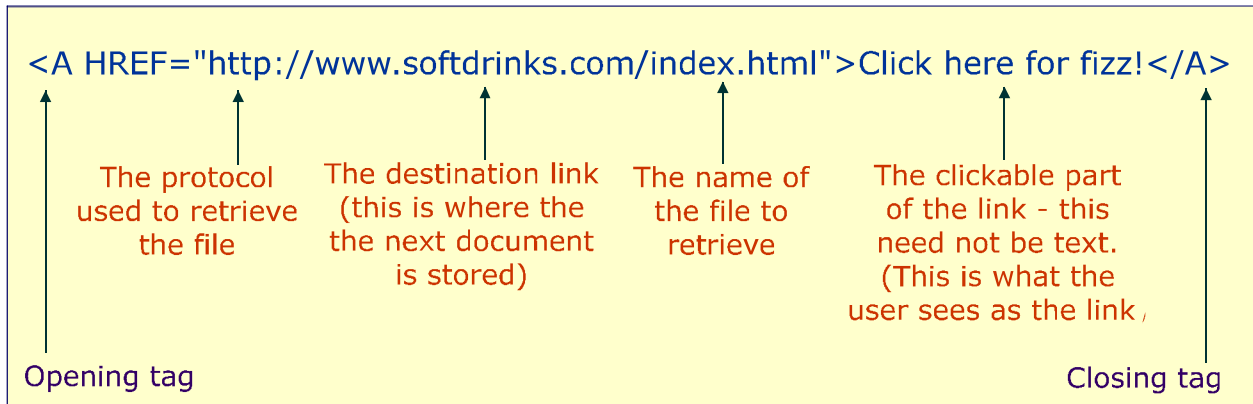 <A HREF="http://www.softdrinks.com/index.html">Click here for fizz!</A>
The protocol
used to retrieve
the file
The destination link
(this is where the
the next document
is stored)
The name of
the file to
retrieve
The clickable part
of the link - this
need not be text.
(This is what the
user sees as the link
Opening tag
Closing tag